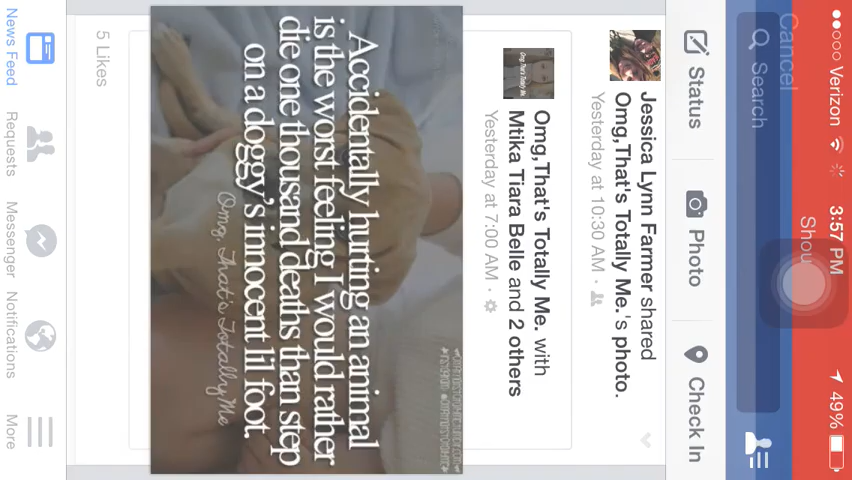 Verizon 3:57 PM 49%
Shou
Cancel
Search
Status Photo Check In
Jessica Lynn Farmer shared
Omg,That's Totally Me.'s photo.
Yesterday at 10:30 AM ·
Omg,That's Totally Me. with
Mtika Tiara Belle and 2 others
Yesterday at 7:00 AM ·
Accidentally hurting an animal
is the worst feeling I would rather
die one thousand deaths than step
on a doggy's innocent lil foot.
Omg, That's Totally Me
5 Likes
News Feed Requests Messenger Notifications More